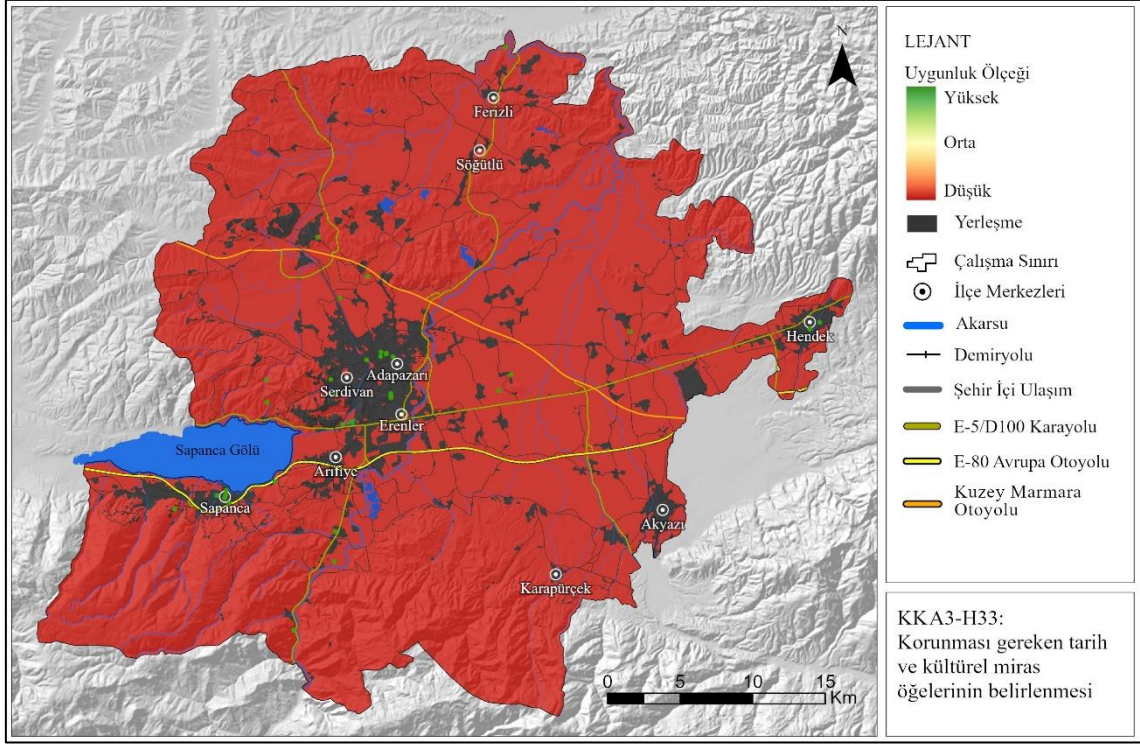 N
Ferizli
Söğütlü
Hendek
Adapazarı
Serdivan
Erenler
Sapanca Gölü
Arifiye
Sapanca
Akyazı
Karapürçek
0 5 10 15
Km
LEJANT
Uygunluk Ölçeği
Yüksek
Orta
Düşük
Yerleşme
Çalışma Sınırı
İlçe Merkezleri
Akarsu
Demiryolu
Şehir İçi Ulaşım
E-5/D100 Karayolu
E-80 Avrupa Otoyolu
Kuzey Marmara
Otoyolu
KKA3-H33:
Korunması gereken tarih
ve kültürel miras
öğelerinin belirlenmesi